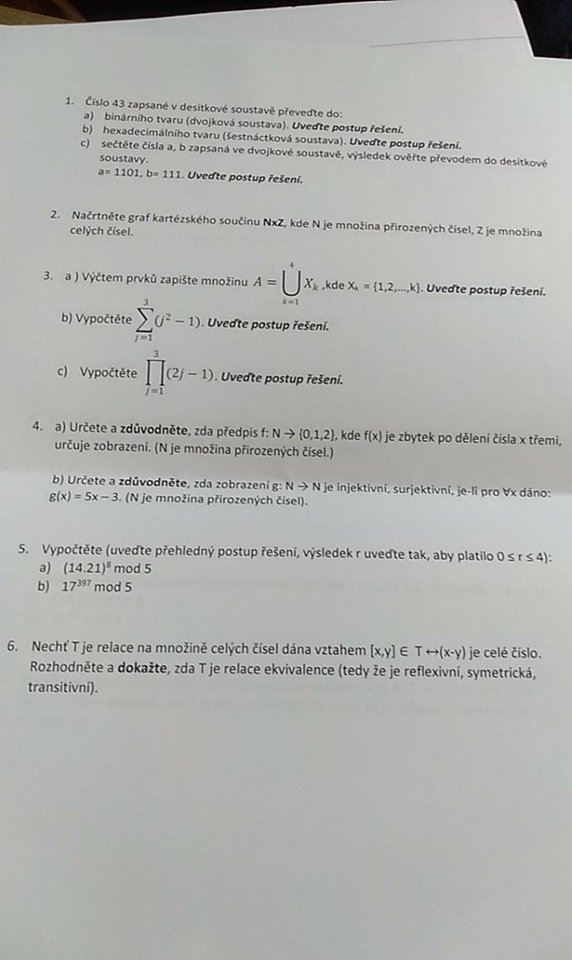 1. Číslo 43 zapsané v desítkové soustavě převeďte do:
a) binárního tvaru (dvojková soustava). Uveďte postup řešení.
b) hexadecimálního tvaru (šestnáctková soustava). Uveďte postup řešení.
c) sečtěte čísla a, b zapsaná ve dvojkové soustavě, výsledek ověřte převodem do desítkové
soustavy.
a= 1101, b= 111. Uveďte postup řešení.
2. Načrtněte graf kartézského součinu NxZ, kde N je množina přirozených čísel, Z je množina
celých čísel.
3. a ) Výčtem prvků zapište množinu A = ⋃_{k=1}^{4} X_k ,kde X_k = {1,2,...,k}. Uveďte postup řešení.
b) Vypočtěte ∑_{j=1}^{3} (j² − 1). Uveďte postup řešení.
c) Vypočtěte ∏_{j=1}^{3} (2j − 1). Uveďte postup řešení.
4. a) Určete a zdůvodněte, zda předpis f: N → {0,1,2}, kde f(x) je zbytek po dělení čísla x třemi,
určuje zobrazení. (N je množina přirozených čísel.)
b) Určete a zdůvodněte, zda zobrazení g: N → N je injektivní, surjektivní, je-li pro ∀x dáno:
g(x) = 5x − 3. (N je množina přirozených čísel).
5. Vypočtěte (uveďte přehledný postup řešení, výsledek r uveďte tak, aby platilo 0 ≤ r ≤ 4):
a) (14.21)⁸ mod 5
b) 17³⁹⁷ mod 5
6. Nechť T je relace na množině celých čísel dána vztahem [x,y] ∈ T ↔(x-y) je celé číslo.
Rozhodněte a dokažte, zda T je relace ekvivalence (tedy že je reflexivní, symetrická,
transitivní).